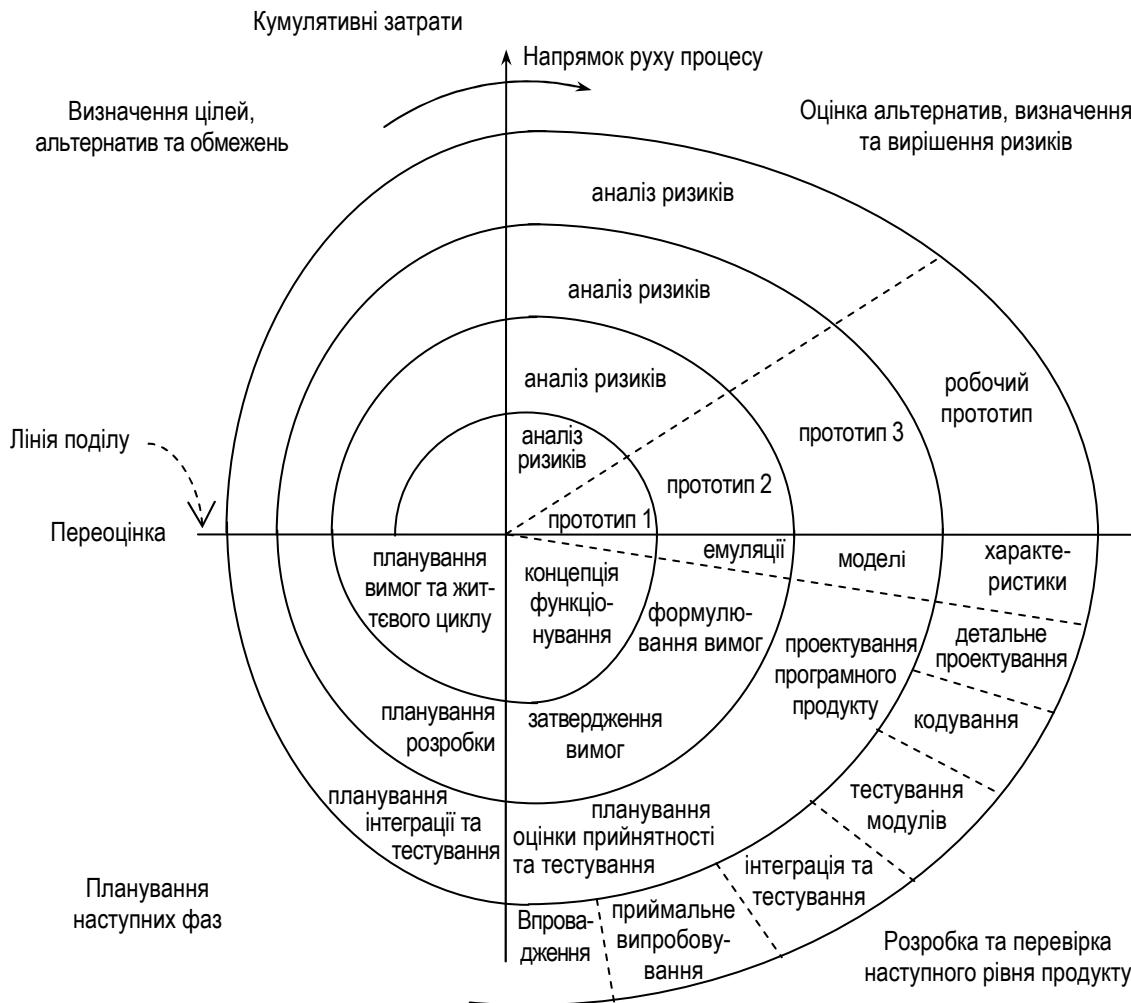 Кумулятивні затрати
Напрямок руху процесу
Визначення цілей,
альтернатив та обмежень
Оцінка альтернатив, визначення
та вирішення ризиків
аналіз ризиків
аналіз ризиків
аналіз ризиків
аналіз
ризиків
робочий
прототип
прототип 3
прототип 2
прототип 1
Лінія поділу
Переоцінка
емуляції
моделі
характе-
ристики
планування
вимог та жит-
тєвого циклу
концепція
функціо-
нування
формулю-
вання вимог
проектування
програмного
продукту
детальне
проектування
кодування
планування
розробки
затвердження
вимог
тестування
модулів
планування
інтеграції та
тестування
планування
оцінки прийнятності
та тестування
інтеграція та
тестування
Планування
наступних фаз
Впрова-
дження
приймальне
випробову-
вання
Розробка та перевірка
наступного рівня продукту